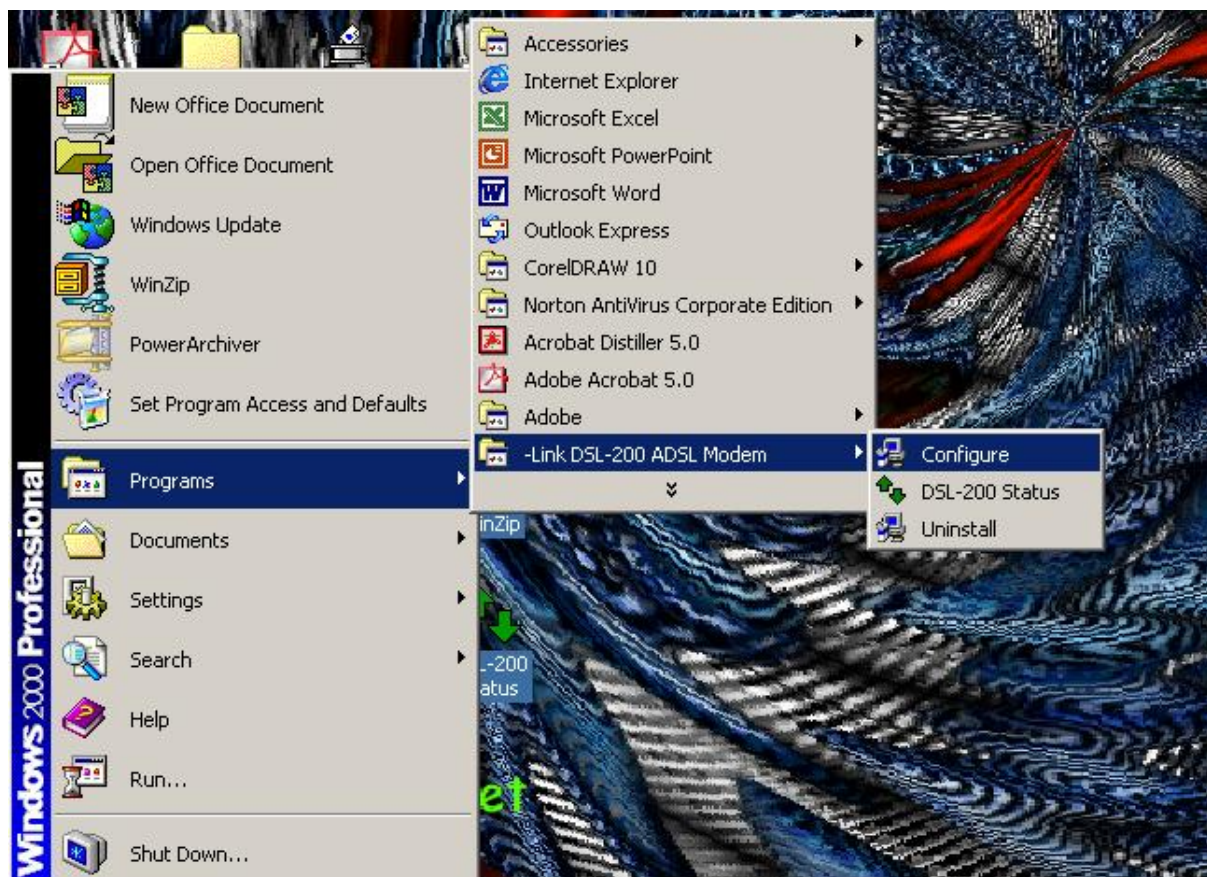 New Office Document
Open Office Document
Windows Update
WinZip
PowerArchiver
Set Program Access and Defaults
Programs
Documents
Settings
Search
Help
Run...
Shut Down...
Windows 2000 Professional
Accessories
Internet Explorer
Microsoft Excel
Microsoft PowerPoint
Microsoft Word
Outlook Express
CorelDRAW 10
Norton AntiVirus Corporate Edition
Acrobat Distiller 5.0
Adobe Acrobat 5.0
Adobe
-Link DSL-200 ADSL Modem
Configure
DSL-200 Status
Uninstall
inZip
L-200
atus
et